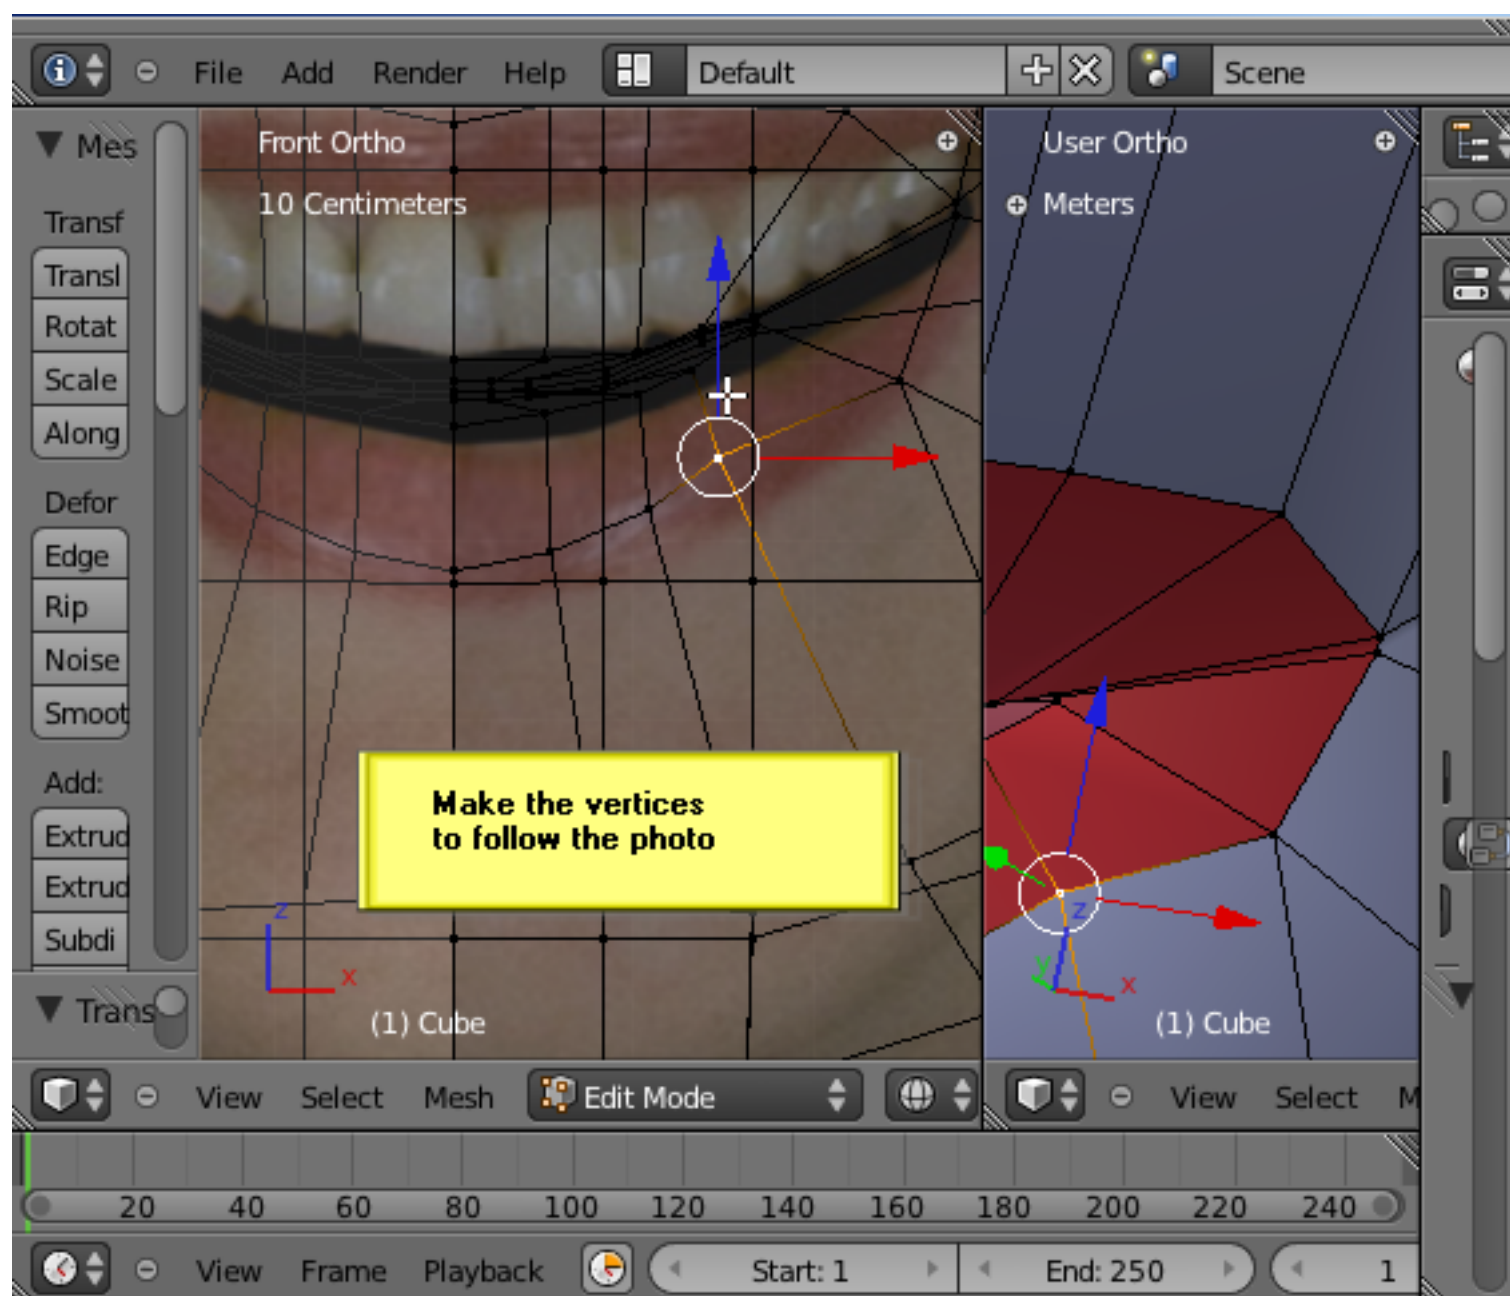 File Add Render Help Default Scene
Mes
Transf
Transl
Rotat
Scale
Along
Defor
Edge
Rip
Noise
Smoot
Add:
Extrud
Extrud
Subdi
Trans
Front Ortho
10 Centimeters
Make the vertices
to follow the photo
z
x
(1) Cube
User Ortho
Meters
z
y
x
(1) Cube
View Select Mesh Edit Mode
View Select M
20 40 60 80 100 120 140 160 180 200 220 240
View Frame Playback Start: 1 End: 250 1